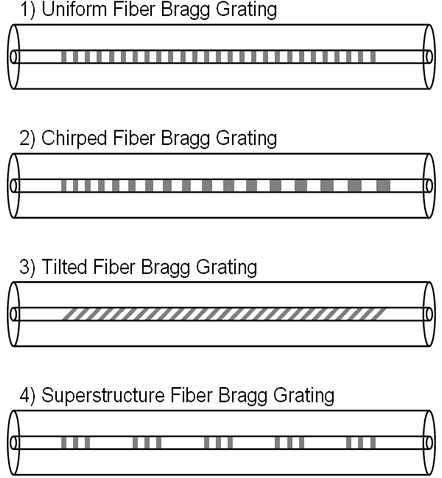 1) Uniform Fiber Bragg Grating
2) Chirped Fiber Bragg Grating
3) Tilted Fiber Bragg Grating
4) Superstructure Fiber Bragg Grating